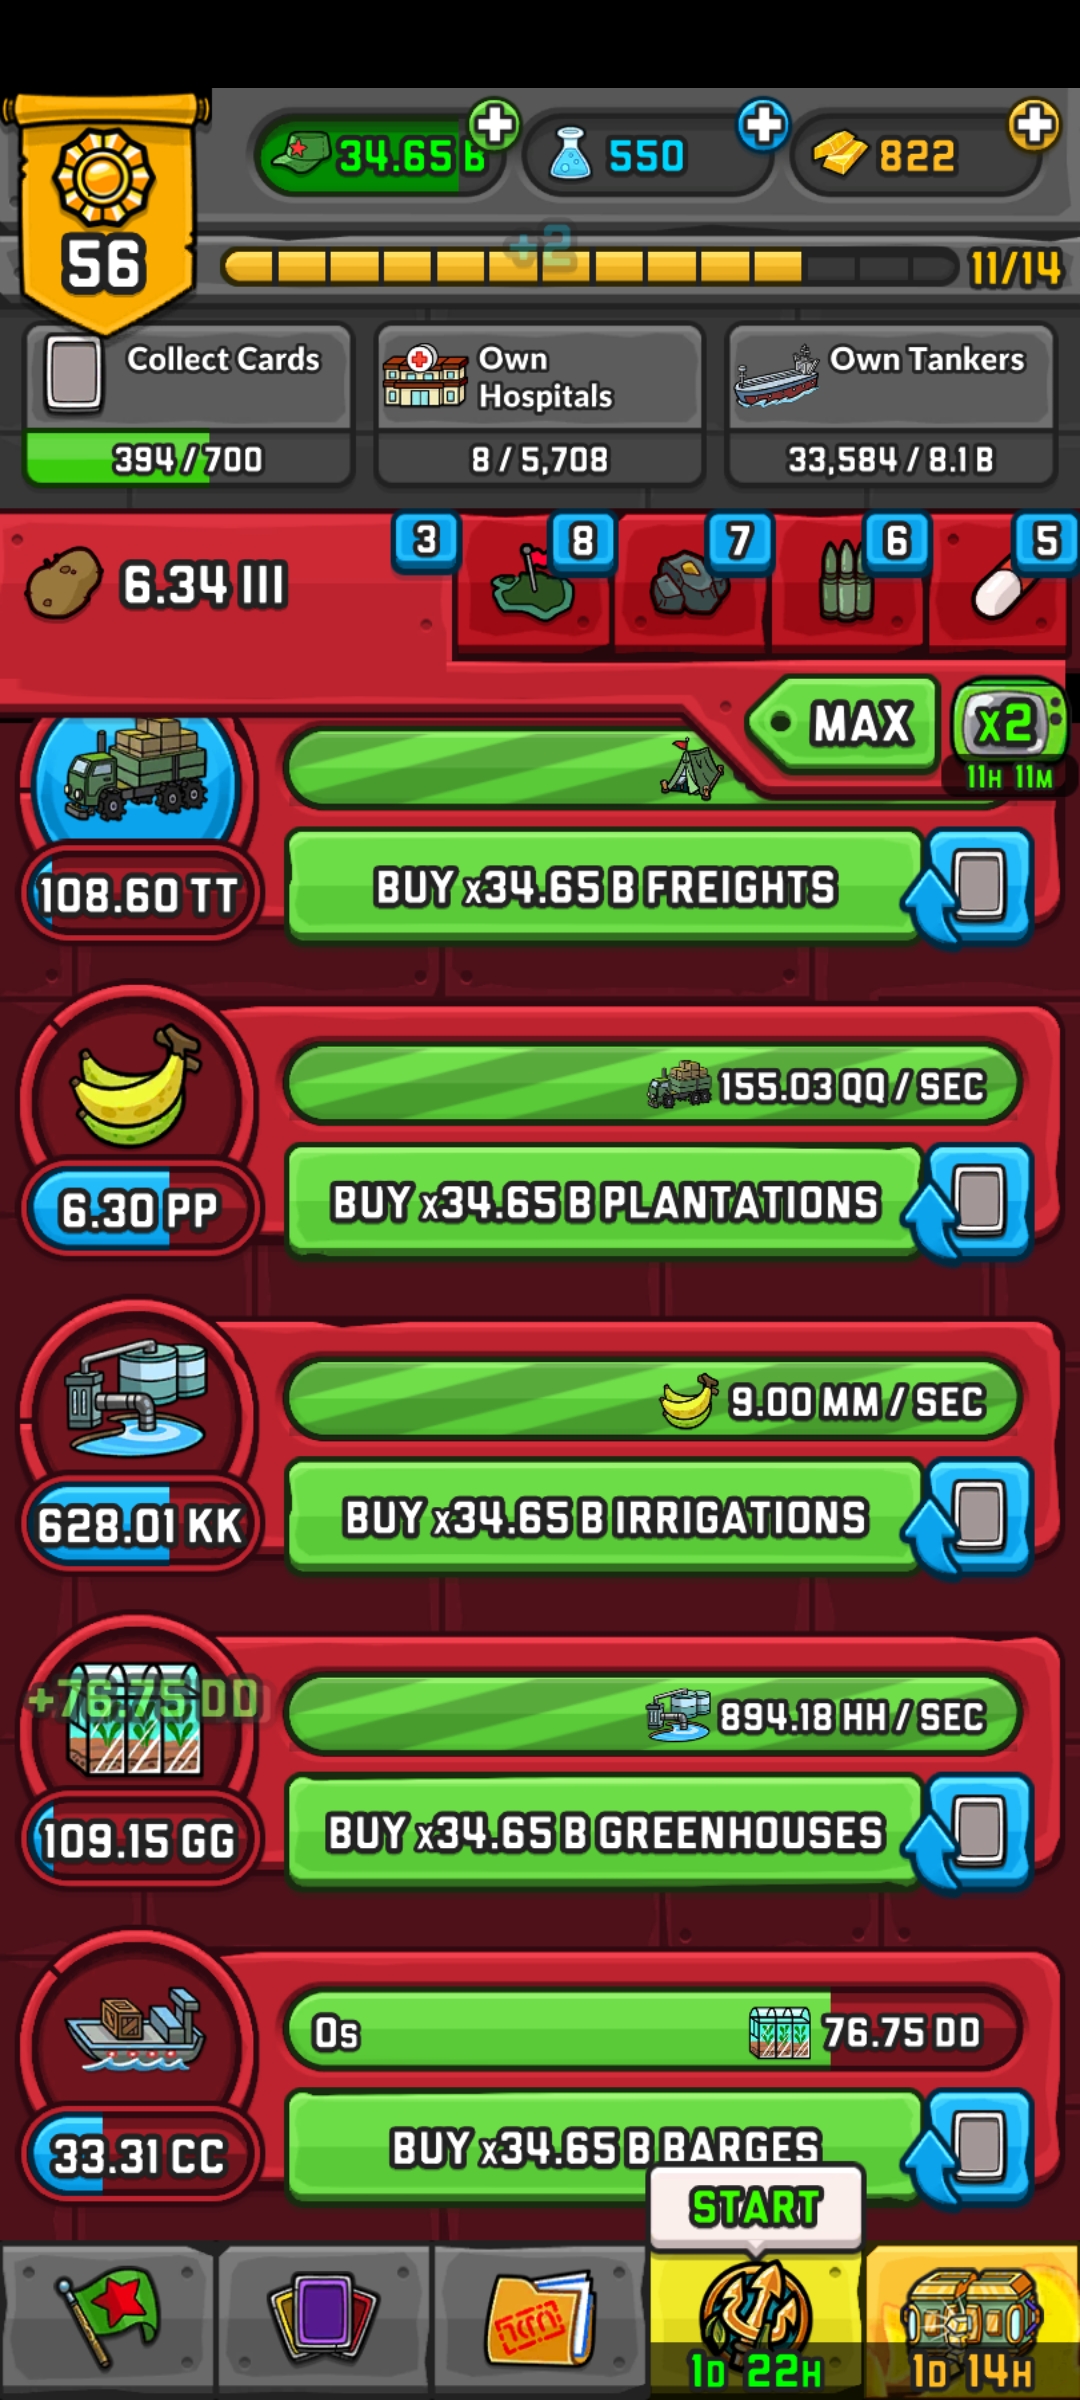 34.65 B
550
822
56
+2
11/14
Collect Cards
394/700
Own
Hospitals
8/5,708
Own Tankers
33,584/8.1 B
6.34 III
3
8
7
6
5
MAX
x2
11H 11M
108.60 TT
BUY x34.65 B FREIGHTS
155.03 QQ / SEC
6.30 PP
BUY x34.65 B PLANTATIONS
9.00 MM / SEC
628.01 KK
BUY x34.65 B IRRIGATIONS
+76.75 DD
894.18 HH / SEC
109.15 GG
BUY x34.65 B GREENHOUSES
0s
76.75 DD
33.31 CC
BUY x34.65 B BARGES
START
1D 22H
1D 14H